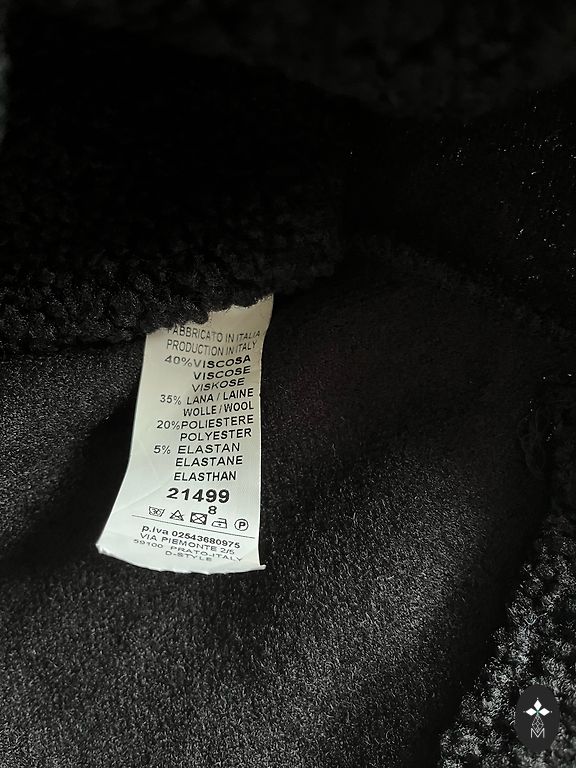 FABBRICATO IN ITALIA
PRODUCTION IN ITALY
40%VISCOSA
VISCOSE
VISKOSE
35% LANA / LAINE
WOLLE / WOOL
20%POLIESTERE
POLYESTER
5% ELASTAN
ELASTANE
ELASTHAN
21499
8
P
p.iva 02543680975
VIA PIEMONTE 2/5
59100 PRATO-ITALY
D-STYLE
M